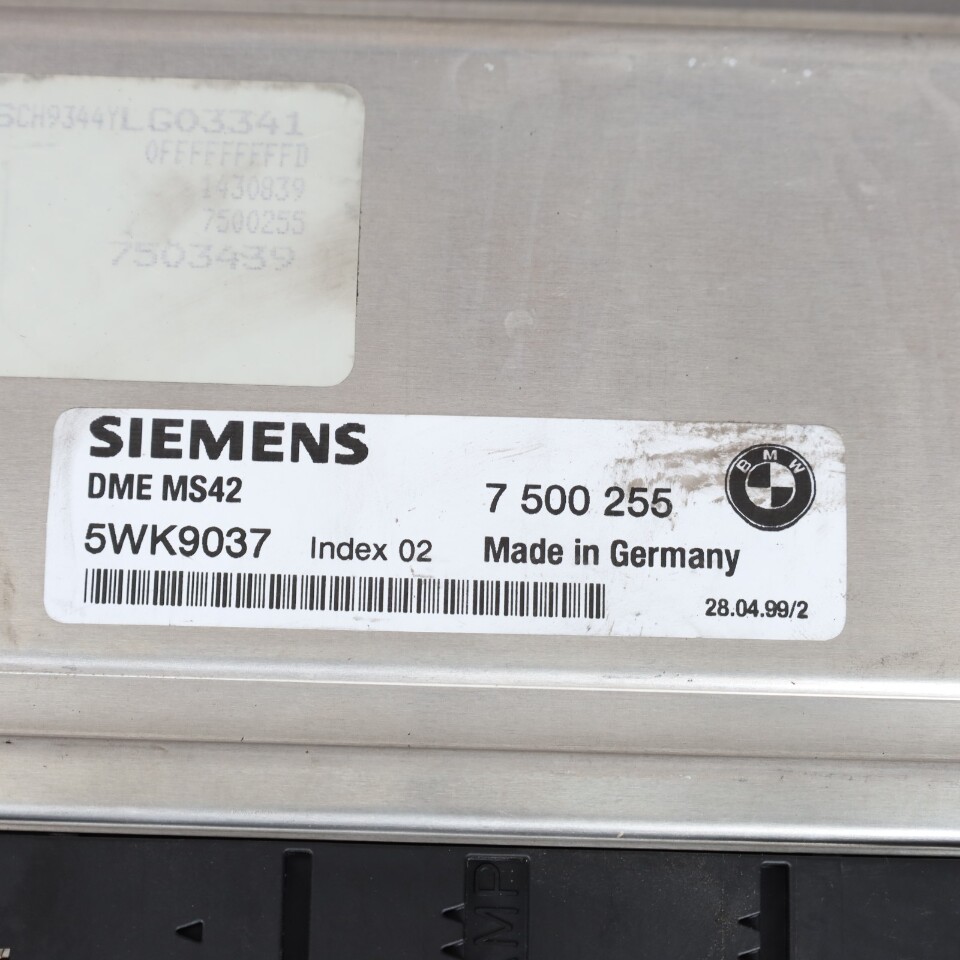 SCH9344YLG03341
0FFFFFFFFFD
1430839
7500255
7503439
SIEMENS
DME MS42
7 500 255
BMW
5WK9037 Index 02 Made in Germany
28.04.99/2